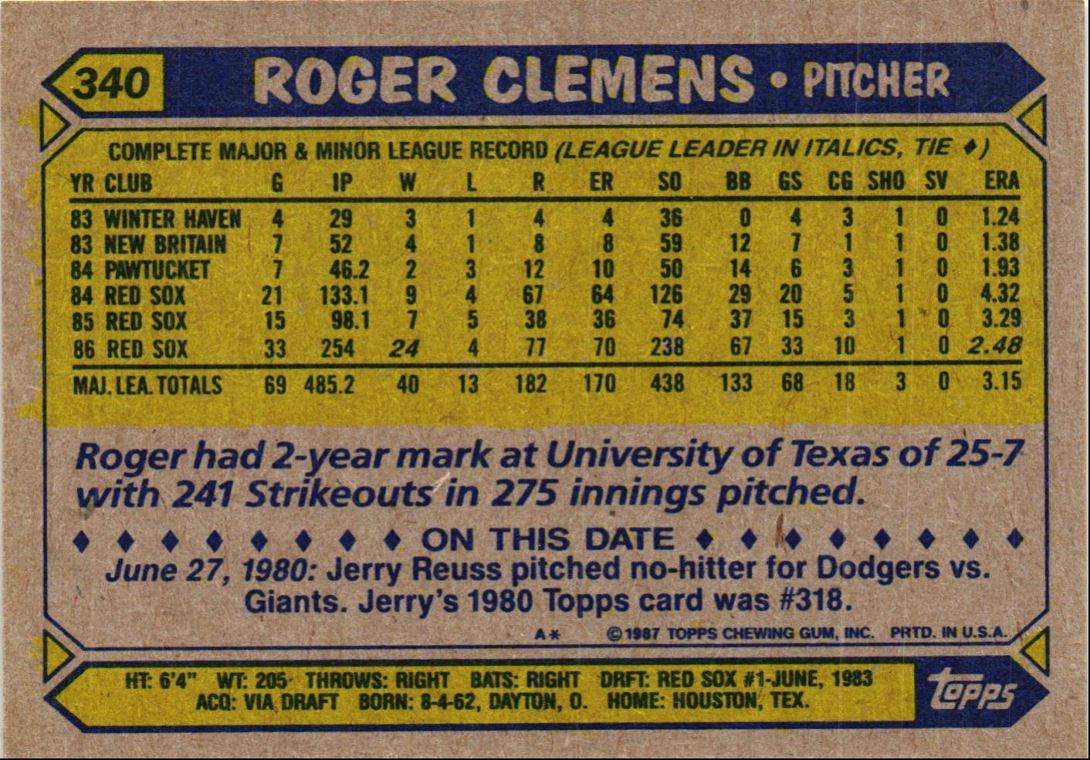 340 ROGER CLEMENS • PITCHER
COMPLETE MAJOR & MINOR LEAGUE RECORD (LEAGUE LEADER IN ITALICS, TIE ♦)
YR CLUB G IP W L R ER SO BB GS CG SHO SV ERA
83 WINTER HAVEN 4 29 3 1 4 4 36 0 4 3 1 0 1.24
83 NEW BRITAIN 7 52 4 1 8 8 59 12 7 1 1 0 1.38
84 PAWTUCKET 7 46.2 2 3 12 10 50 14 6 3 1 0 1.93
84 RED SOX 21 133.1 9 4 67 64 126 29 20 5 1 0 4.32
85 RED SOX 15 98.1 7 5 38 36 74 37 15 3 1 0 3.29
86 RED SOX 33 254 24 4 77 70 238 67 33 10 1 0 2.48
MAJ. LEA. TOTALS 69 485.2 40 13 182 170 438 133 68 18 3 0 3.15
Roger had 2-year mark at University of Texas of 25-7
with 241 Strikeouts in 275 innings pitched.
♦ ♦ ♦ ♦ ♦ ♦ ♦ ♦ ON THIS DATE ♦ ♦ ♦ ♦ ♦ ♦ ♦ ♦
June 27, 1980: Jerry Reuss pitched no-hitter for Dodgers vs.
Giants. Jerry's 1980 Topps card was #318.
A* ©1987 TOPPS CHEWING GUM, INC. PRTD. IN U.S.A.
HT: 6'4" WT: 205 THROWS: RIGHT BATS: RIGHT DRFT: RED SOX #1-JUNE, 1983
ACQ: VIA DRAFT BORN: 8-4-62, DAYTON, O. HOME: HOUSTON, TEX.
topps